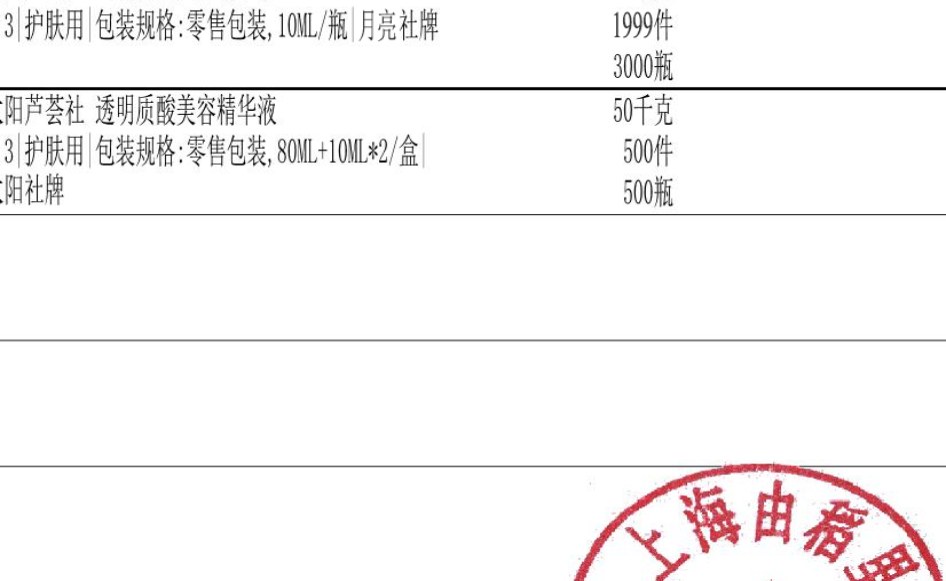 3|护肤用|包装规格:零售包装,10ML/瓶|月亮社牌 1999件
3000瓶
阳芦荟社 透明质酸美容精华液 50千克
3|护肤用|包装规格:零售包装,80ML+10ML*2/盒| 500件
阳社牌 500瓶
上海由稻